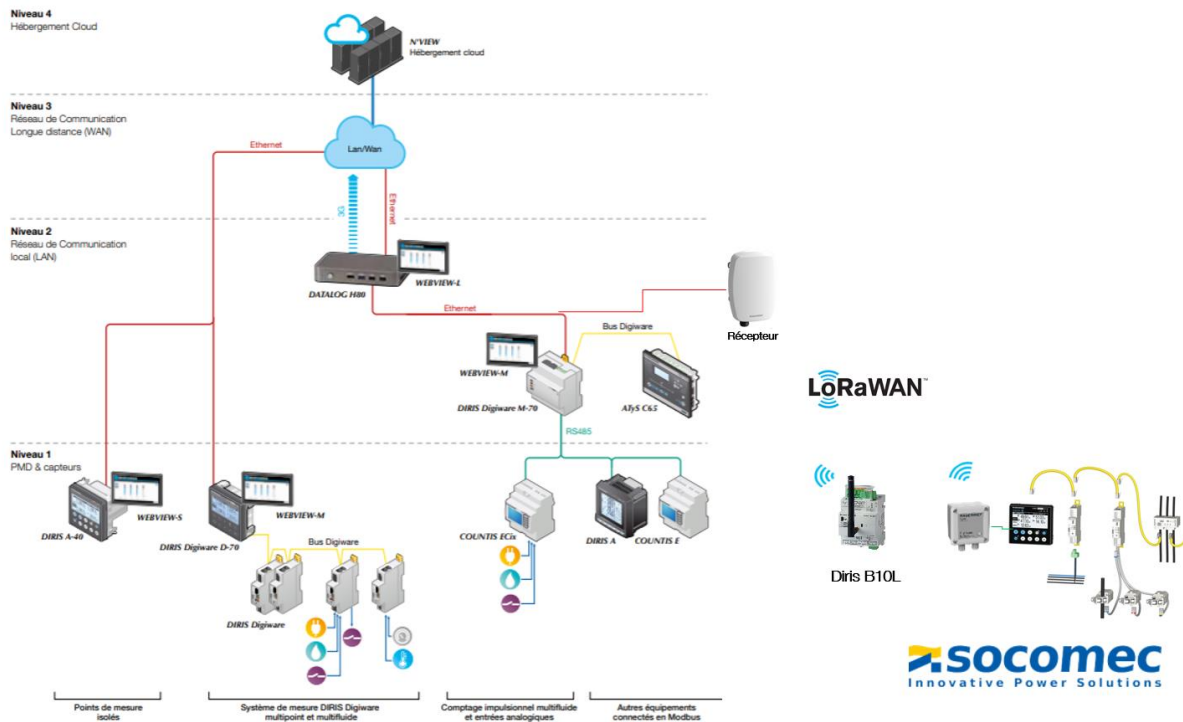 Niveau 4
Hébergement Cloud
N'VIEW
Hébergement cloud
Niveau 3
Réseau de Communication
Longue distance (WAN)
Ethernet
Lan/Wan
3G
Ethernet
Niveau 2
Réseau de Communication
local (LAN)
WEBVIEW-L
DATALOG H80
Ethernet
Récepteur
Bus Digiware
WEBVIEW-M
DIRIS Digiware M-70
ATyS C65
LoRaWAN™
RS485
Niveau 1
PMD & capteurs
WEBVIEW-S
DIRIS A-40
WEBVIEW-M
DIRIS Digiware D-70
Bus Digiware
DIRIS Digiware
COUNTIS ECix
DIRIS A
COUNTIS E
Diris B10L
socomec
Innovative Power Solutions
Points de mesure
isolés
Système de mesure DIRIS Digiware
multipoint et multifluide
Comptage impulsionnel multifluide
et entrées analogiques
Autres équipements
connectés en Modbus